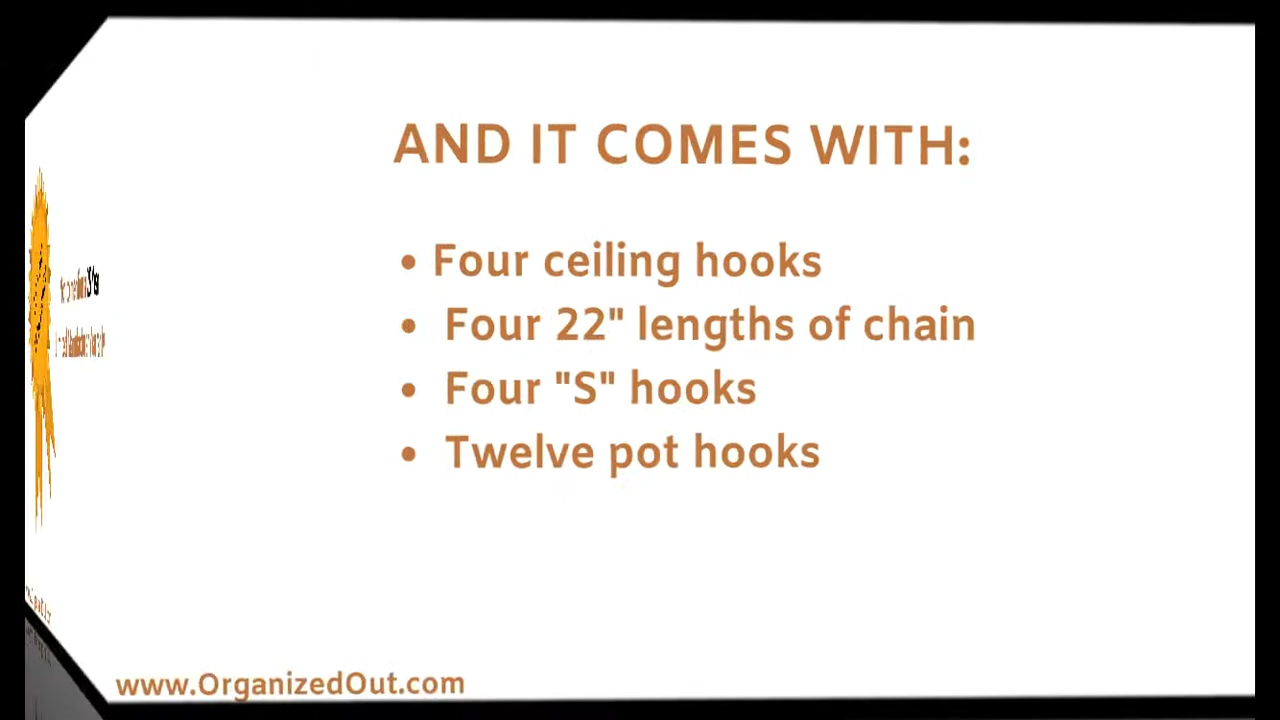 AND IT COMES WITH:
• Four ceiling hooks
• Four 22" lengths of chain
• Four "S" hooks
• Twelve pot hooks
www.OrganizedOut.com